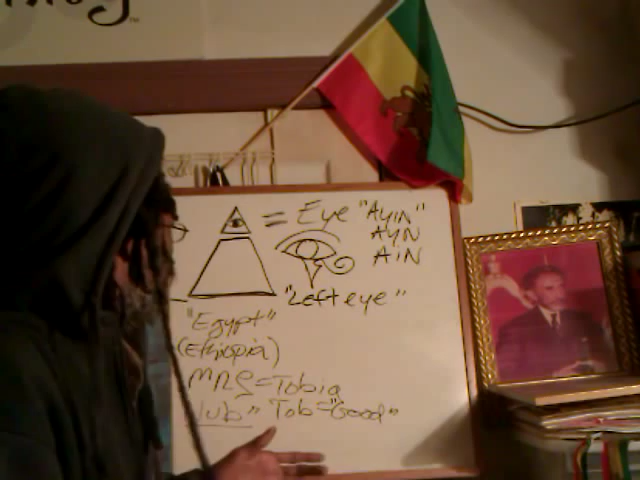 = Eye "Ayin"
AYN
AiN
"Left eye"
"Egypt"
(Ethiopia)
= Tobia
Tob = "Good"